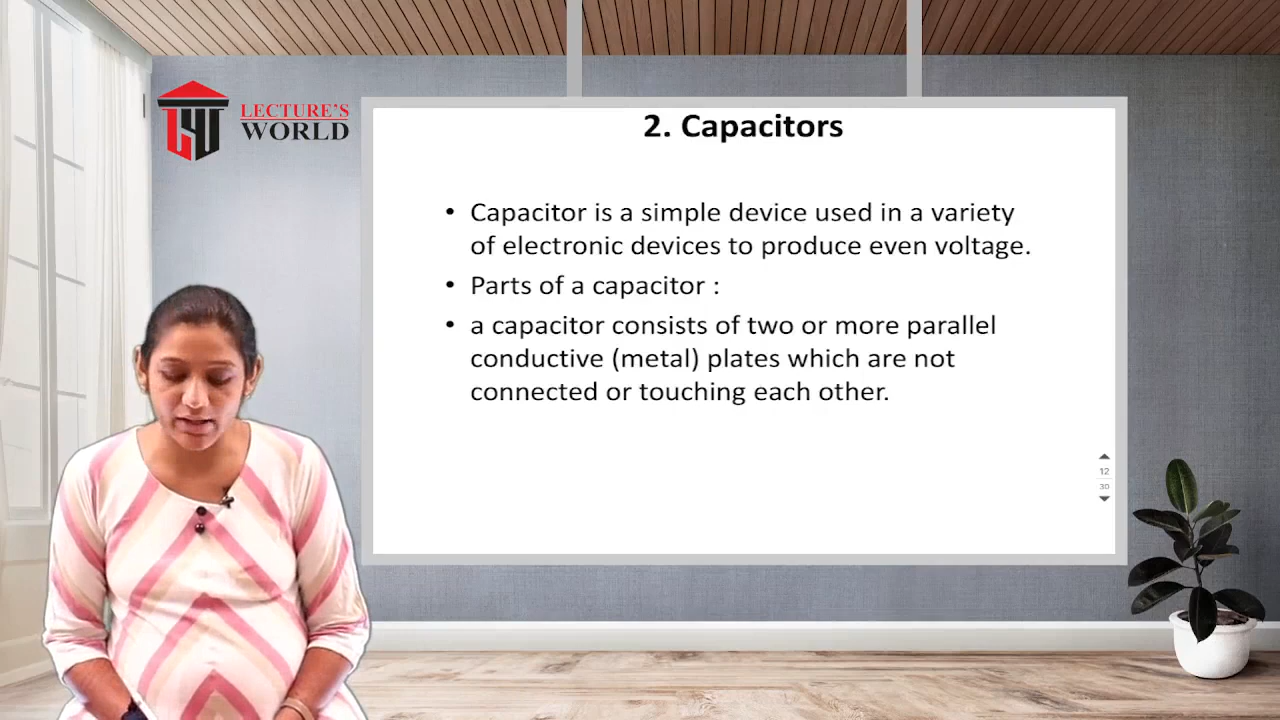 LECTURE'S
WORLD
2. Capacitors
• Capacitor is a simple device used in a variety
of electronic devices to produce even voltage.
• Parts of a capacitor :
• a capacitor consists of two or more parallel
conductive (metal) plates which are not
connected or touching each other.
12
30